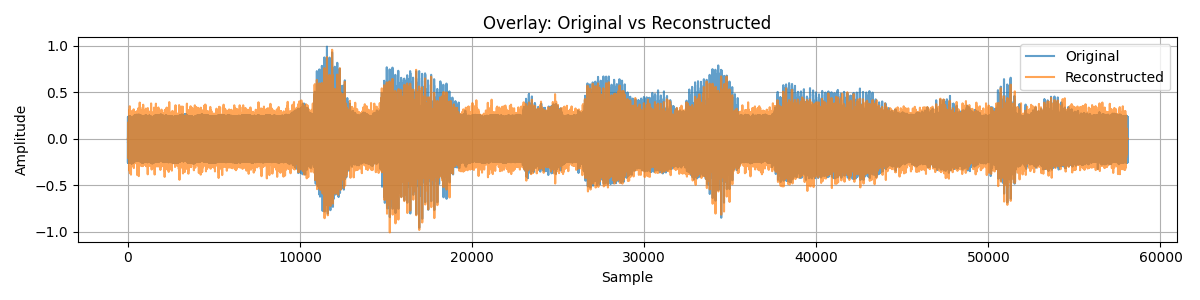 Overlay: Original vs Reconstructed
1.0
0.5
0.0
−0.5
−1.0
Amplitude
Original
Reconstructed
0
10000
20000
30000
40000
50000
60000
Sample